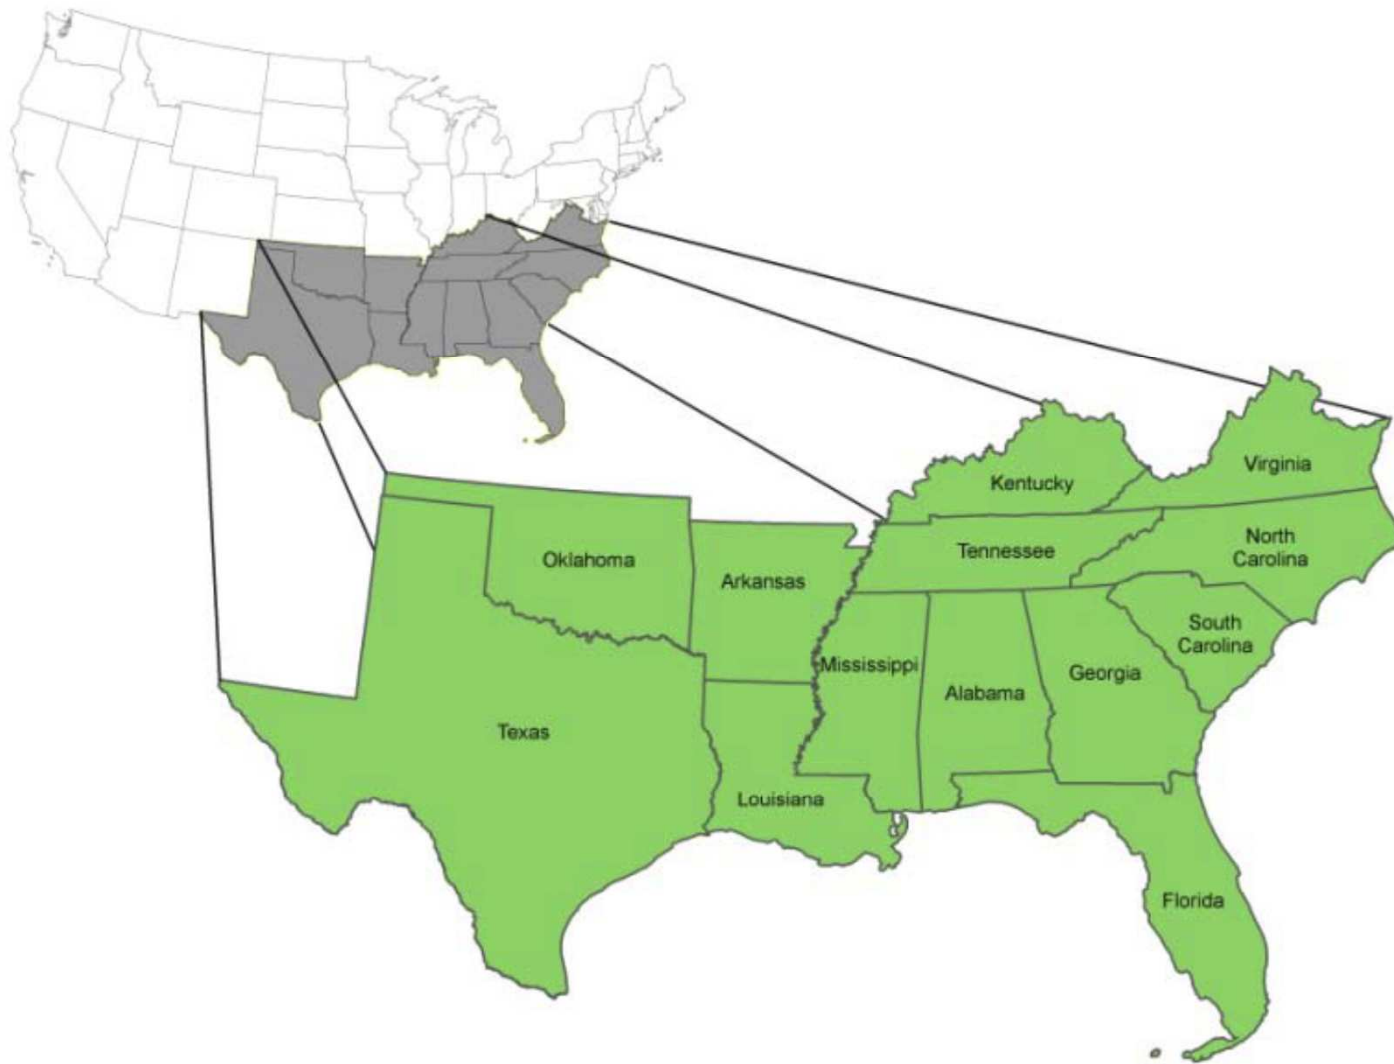 Virginia
Kentucky
North
Carolina
Tennessee
Oklahoma
Arkansas
South
Carolina
Mississippi
Georgia
Alabama
Texas
Louisiana
Florida